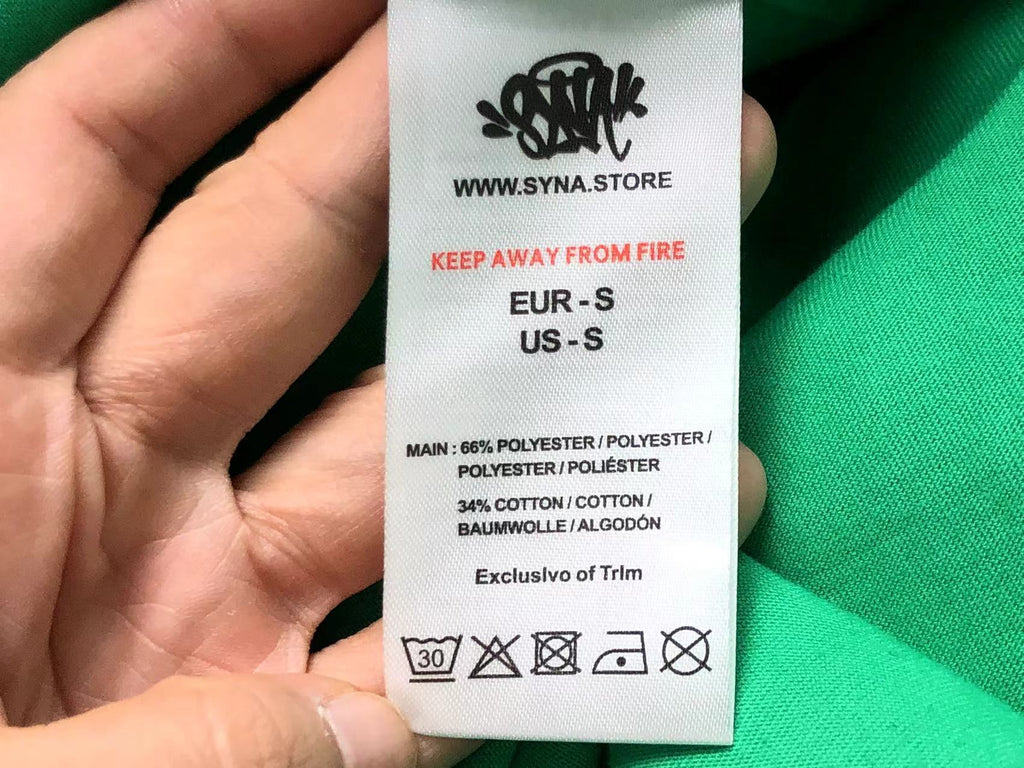 SYNA
WWW.SYNA.STORE
KEEP AWAY FROM FIRE
EUR - S
US - S
MAIN : 66% POLYESTER / POLYESTER /
POLYESTER / POLIÉSTER
34% COTTON / COTTON /
BAUMWOLLE / ALGODÓN
Exclusivo of Trim
30